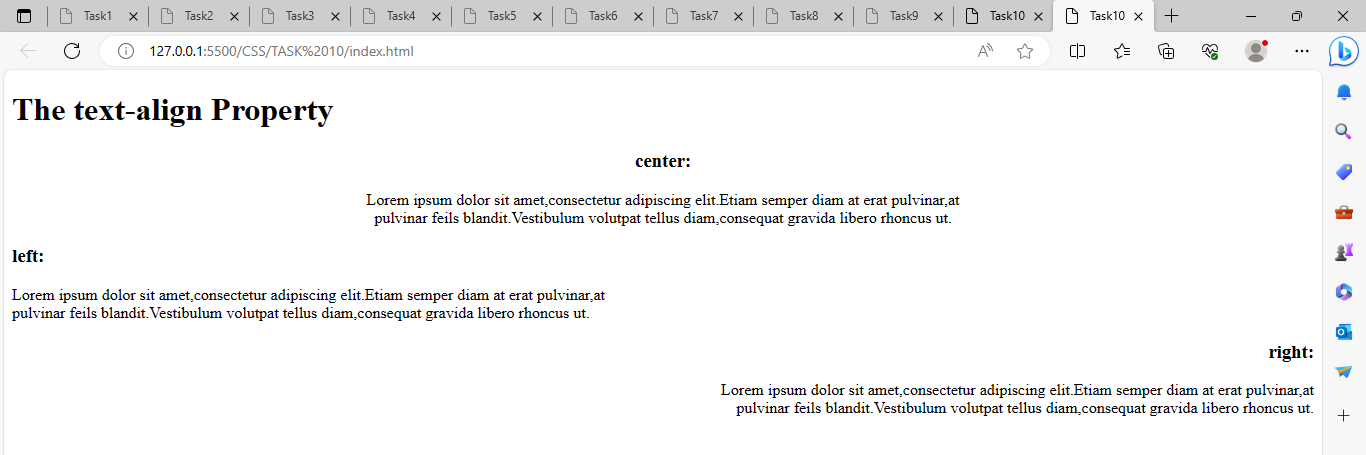 Task1 Task2 Task3 Task4 Task5 Task6 Task7 Task8 Task9 Task10 Task10
127.0.0.1:5500/CSS/TASK%2010/index.html
The text-align Property
center:
Lorem ipsum dolor sit amet,consectetur adipiscing elit.Etiam semper diam at erat pulvinar,at
pulvinar feils blandit.Vestibulum volutpat tellus diam,consequat gravida libero rhoncus ut.
left:
Lorem ipsum dolor sit amet,consectetur adipiscing elit.Etiam semper diam at erat pulvinar,at
pulvinar feils blandit.Vestibulum volutpat tellus diam,consequat gravida libero rhoncus ut.
right:
Lorem ipsum dolor sit amet,consectetur adipiscing elit.Etiam semper diam at erat pulvinar,at
pulvinar feils blandit.Vestibulum volutpat tellus diam,consequat gravida libero rhoncus ut.